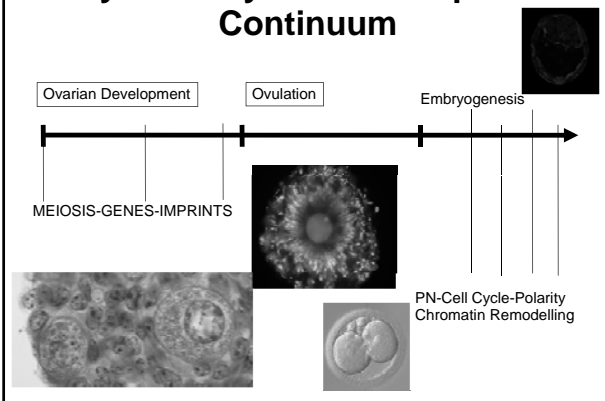 Continuum
Ovarian Development
Ovulation
Embryogenesis
MEIOSIS-GENES-IMPRINTS
PN-Cell Cycle-Polarity
Chromatin Remodelling